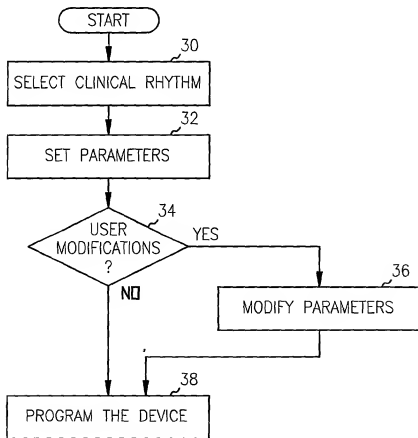 START
30
SELECT CLINICAL RHYTHM
32
SET PARAMETERS
34
USER
MODIFICATIONS
?
YES
NO
36
MODIFY PARAMETERS
38
PROGRAM THE DEVICE